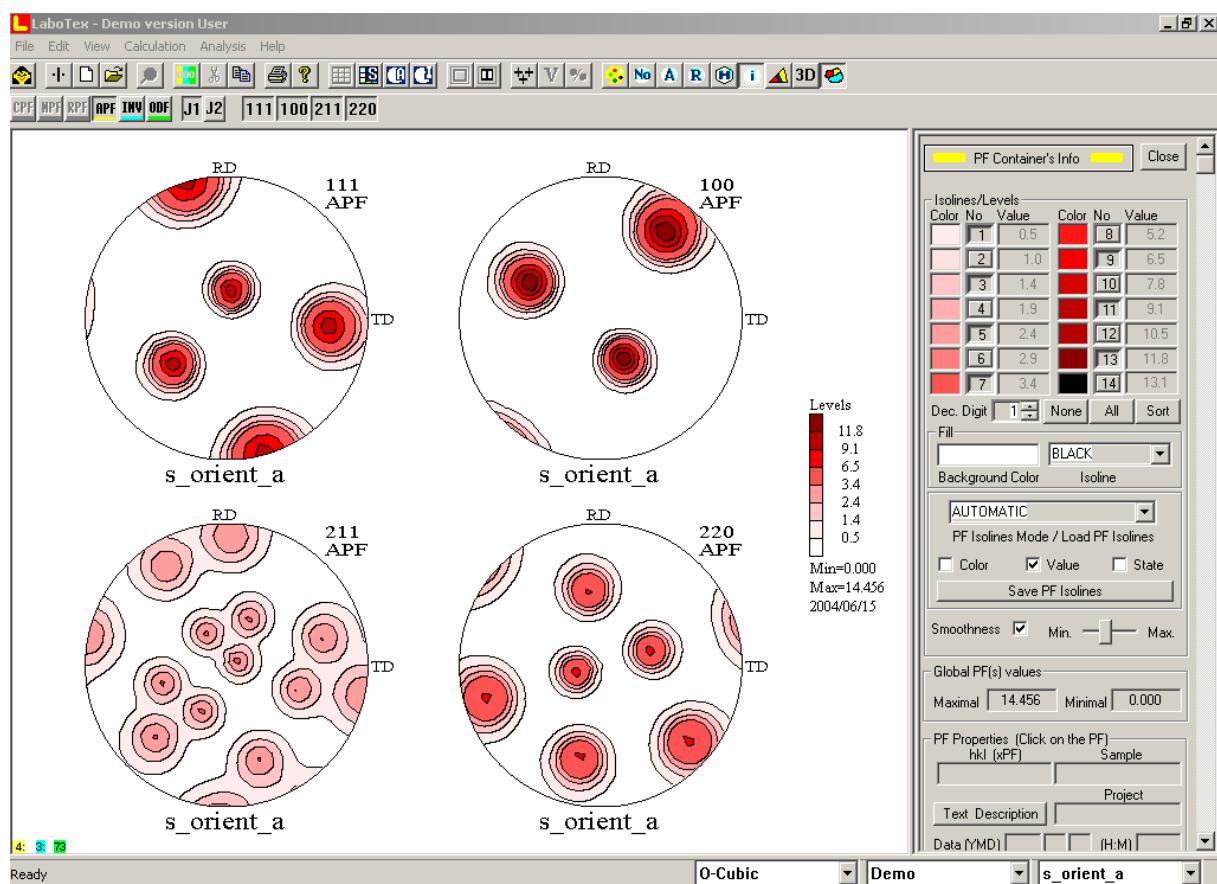 LaboTex - Demo version User
File Edit View Calculation Analysis Help
No A R H i 3D
CPF NPF RPF APF INV ODF J1 J2 111 100 211 220
RD
111
APF
TD
s_orient_a
RD
100
APF
TD
s_orient_a
RD
211
APF
TD
s_orient_a
RD
220
APF
TD
s_orient_a
Levels
11.8
9.1
6.5
3.4
2.4
1.4
0.5
Min=0.000
Max=14.456
2004/06/15
PF Container's Info Close
Isolines/Levels
Color No Value Color No Value
1 0.5 8 5.2
2 1.0 9 6.5
3 1.4 10 7.8
4 1.9 11 9.1
5 2.4 12 10.5
6 2.9 13 11.8
7 3.4 14 13.1
Dec. Digit 1 None All Sort
Fill
BLACK
Background Color Isoline
AUTOMATIC
PF Isolines Mode / Load PF Isolines
Color Value State
Save PF Isolines
Smoothness Min. Max.
Global PF(s) values
Maximal 14.456 Minimal 0.000
PF Properties (Click on the PF)
hkl (xPF) Sample
Project
Text Description
Data (YMD) (H:M)
4: 3: 73
Ready O-Cubic Demo s_orient_a